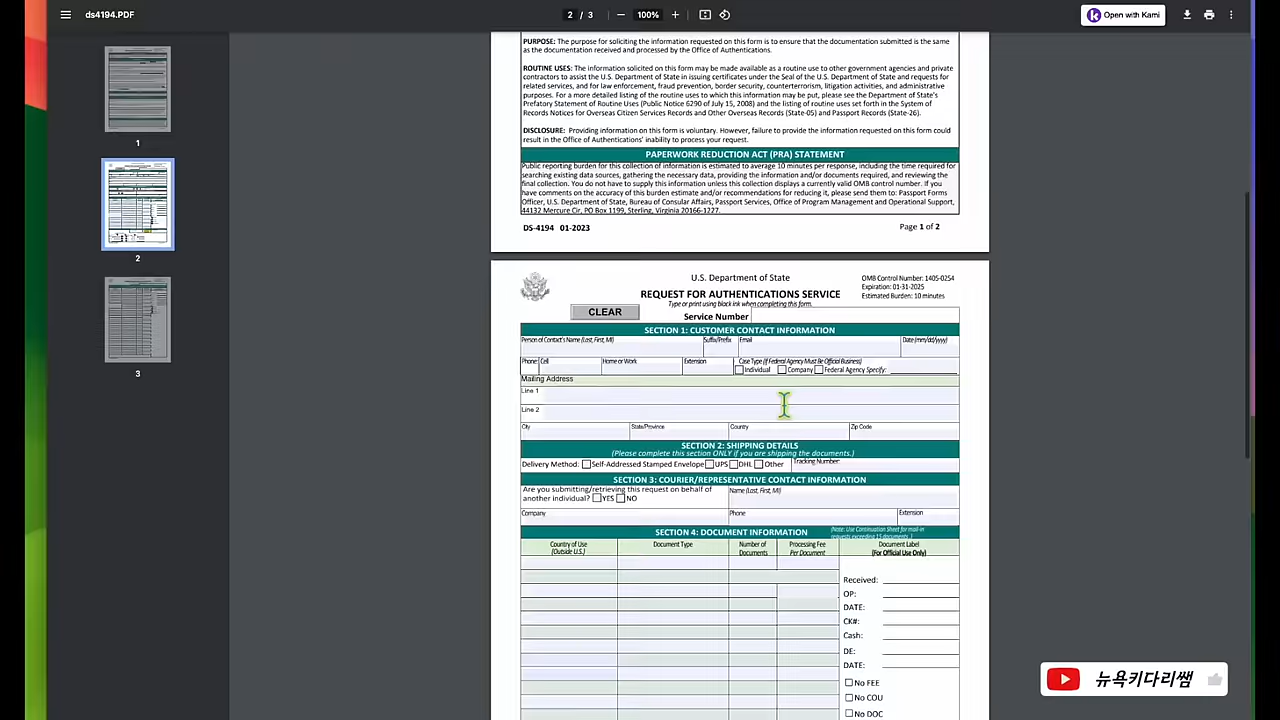 ds4194.PDF
2 / 3
100%
Open with Kami
1
2
3
PURPOSE: The purpose for soliciting the information requested on this form is to ensure that the documentation submitted is the same
as the documentation received and processed by the Office of Authentications.
ROUTINE USES: The information solicited on this form may be made available as a routine use to other government agencies and private
contractors to assist the U.S. Department of State in issuing certificates under the Seal of the U.S. Department of State and requests for
related services, and for law enforcement, fraud prevention, border security, counterterrorism, litigation activities, and administrative
purposes. For a more detailed listing of the routine uses to which this information may be put, please see the Department of State's
Prefatory Statement of Routine Uses (Public Notice 6290 of July 15, 2008) and the listing of routine uses set forth in the System of
Records Notices for Overseas Citizen Services Records and Other Overseas Records (State-05) and Passport Records (State-26).
DISCLOSURE: Providing information on this form is voluntary. However, failure to provide the information requested on this form could
result in the Office of Authentications' inability to process your request.
PAPERWORK REDUCTION ACT (PRA) STATEMENT
Public reporting burden for this collection of information is estimated to average 10 minutes per response, including the time required for
searching existing data sources, gathering the necessary data, providing the information and/or documents required, and reviewing the
final collection. You do not have to supply this information unless this collection displays a currently valid OMB control number. If you
have comments on the accuracy of this burden estimate and/or recommendations for reducing it, please send them to: Passport Forms
Officer, U.S. Department of State, Bureau of Consular Affairs, Passport Services, Office of Program Management and Operational Support,
44132 Mercure Cir, PO Box 1199, Sterling, Virginia 20166-1227.
DS-4194 01-2023
Page 1 of 2
U.S. Department of State
REQUEST FOR AUTHENTICATIONS SERVICE
Type or print using black ink when completing this form.
OMB Control Number: 1405-0254
Expiration: 01-31-2025
Estimated Burden: 10 minutes
CLEAR
Service Number
SECTION 1: CUSTOMER CONTACT INFORMATION
Person of Contact's Name (Last, First, MI) Suffix/Prefix Email Date (mm/dd/yyyy)
Phone: Cell Home or Work Extension Case Type (If Federal Agency Must Be Official Business)
Individual Company Federal Agency Specify:
Mailing Address
Line 1
Line 2
City State/Province Country Zip Code
SECTION 2: SHIPPING DETAILS
(Please complete this section ONLY if you are shipping the documents.)
Delivery Method: Self-Addressed Stamped Envelope UPS DHL Other Tracking Number:
SECTION 3: COURIER/REPRESENTATIVE CONTACT INFORMATION
Are you submitting/retrieving this request on behalf of
another individual? YES NO
Name (Last, First, MI)
Company Phone Extension
SECTION 4: DOCUMENT INFORMATION
(Note: Use Continuation Sheet for mail-in
requests exceeding 15 documents.)
Country of Use
(Outside U.S.)
Document Type
Number of
Documents
Processing Fee
Per Document
Document Label
(For Official Use Only)
Received:
OP:
DATE:
CK#:
Cash:
DE:
DATE:
No FEE
No COU
No DOC
뉴욕키다리쌤